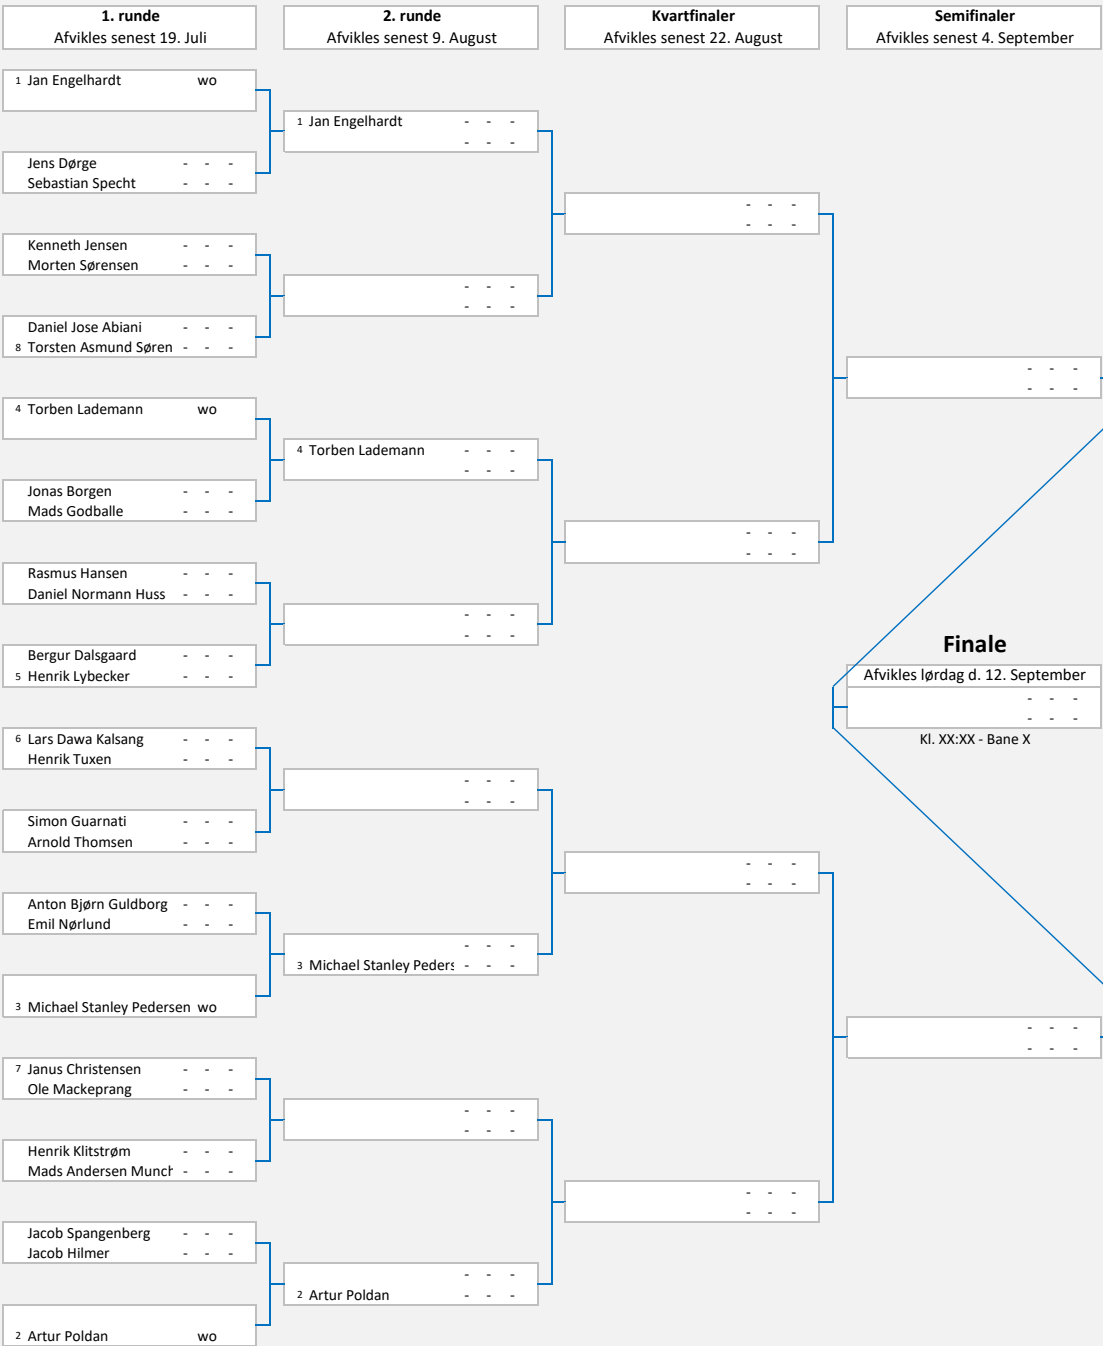 1. runde
Afvikles senest 19. Juli
2. runde
Afvikles senest 9. August
Kvartfinaler
Afvikles senest 22. August
Semifinaler
Afvikles senest 4. September
1 Jan Engelhardt wo
Jens Dørge - - -
Sebastian Specht - - -
Kenneth Jensen - - -
Morten Sørensen - - -
Daniel Jose Abiani - - -
8 Torsten Asmund Søren - - -
4 Torben Lademann wo
Jonas Borgen - - -
Mads Godballe - - -
Rasmus Hansen - - -
Daniel Normann Huss - - -
Bergur Dalsgaard - - -
5 Henrik Lybecker - - -
6 Lars Dawa Kalsang - - -
Henrik Tuxen - - -
Simon Guarnati - - -
Arnold Thomsen - - -
Anton Bjørn Guldborg - - -
Emil Nørlund - - -
3 Michael Stanley Pedersen wo
7 Janus Christensen - - -
Ole Mackeprang - - -
Henrik Klitstrøm - - -
Mads Andersen Munch - - -
Jacob Spangenberg - - -
Jacob Hilmer - - -
2 Artur Poldan wo
1 Jan Engelhardt - - -
- - -
- - -
- - -
4 Torben Lademann - - -
- - -
- - -
- - -
- - -
- - -
- - -
3 Michael Stanley Peders - - -
- - -
- - -
- - -
2 Artur Poldan - - -
- - -
- - -
- - -
- - -
- - -
- - -
- - -
- - -
- - -
- - -
Finale
Afvikles lørdag d. 12. September
- - -
- - -
Kl. XX:XX - Bane X
- - -
- - -